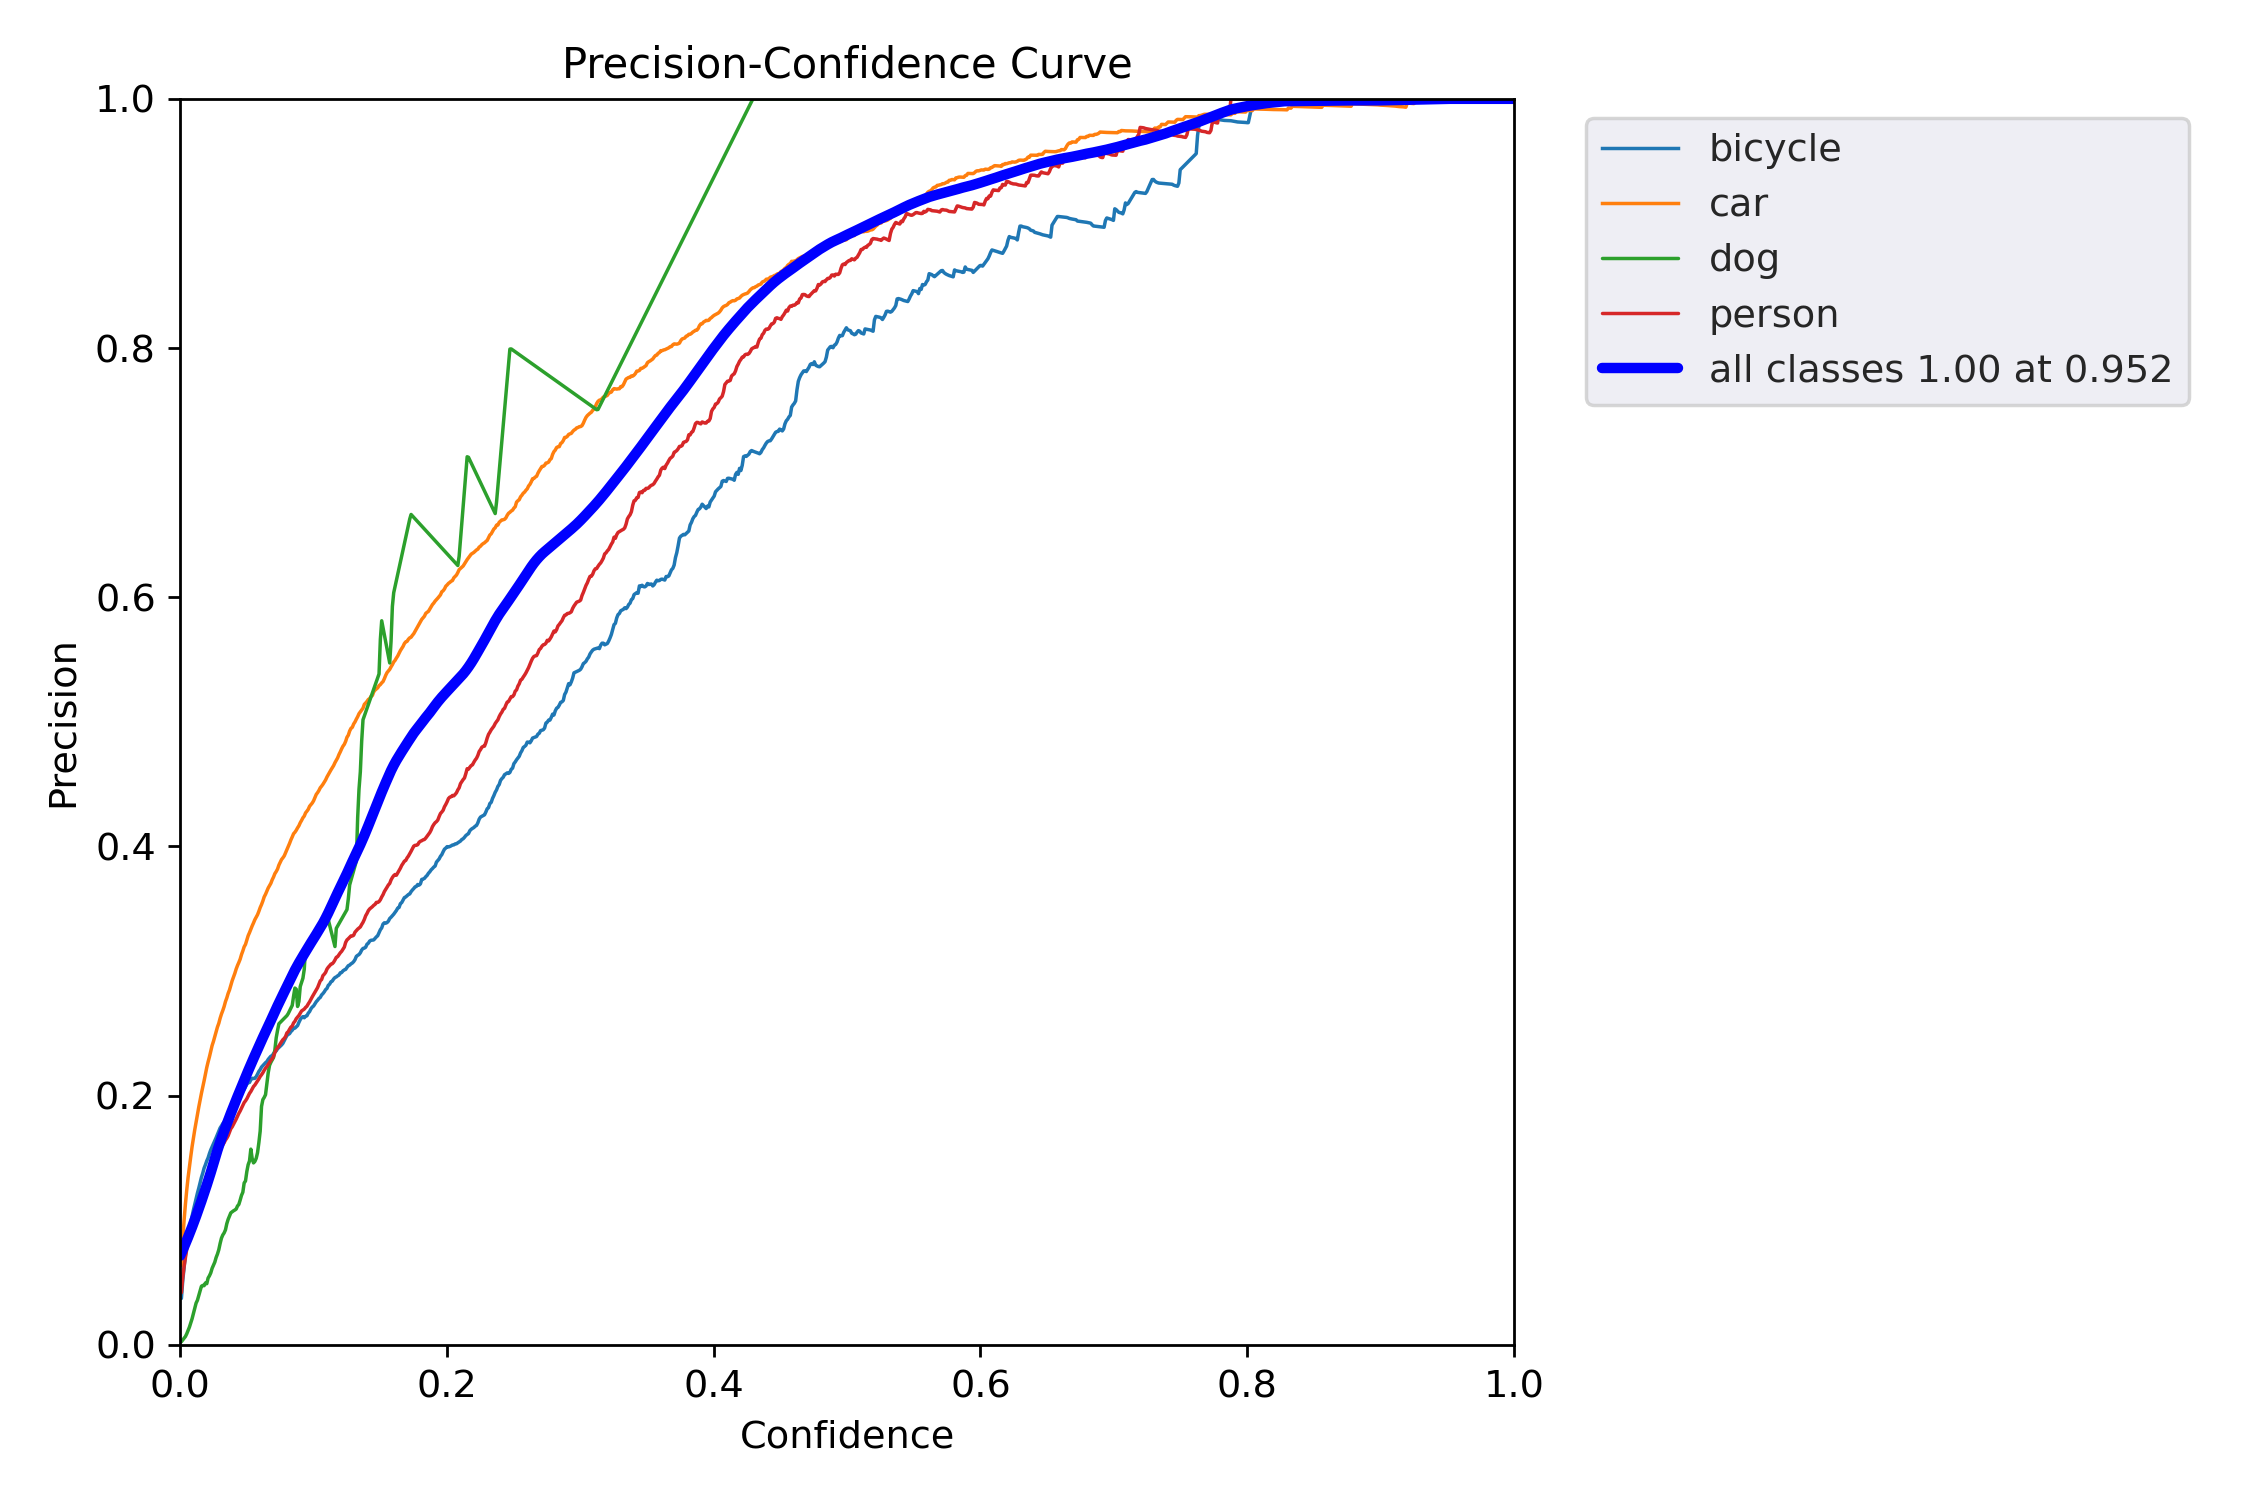 Precision-Confidence Curve
1.0
0.8
0.6
0.4
0.2
0.0
Precision
0.0 0.2 0.4 0.6 0.8 1.0
Confidence
bicycle
car
dog
person
all classes 1.00 at 0.952